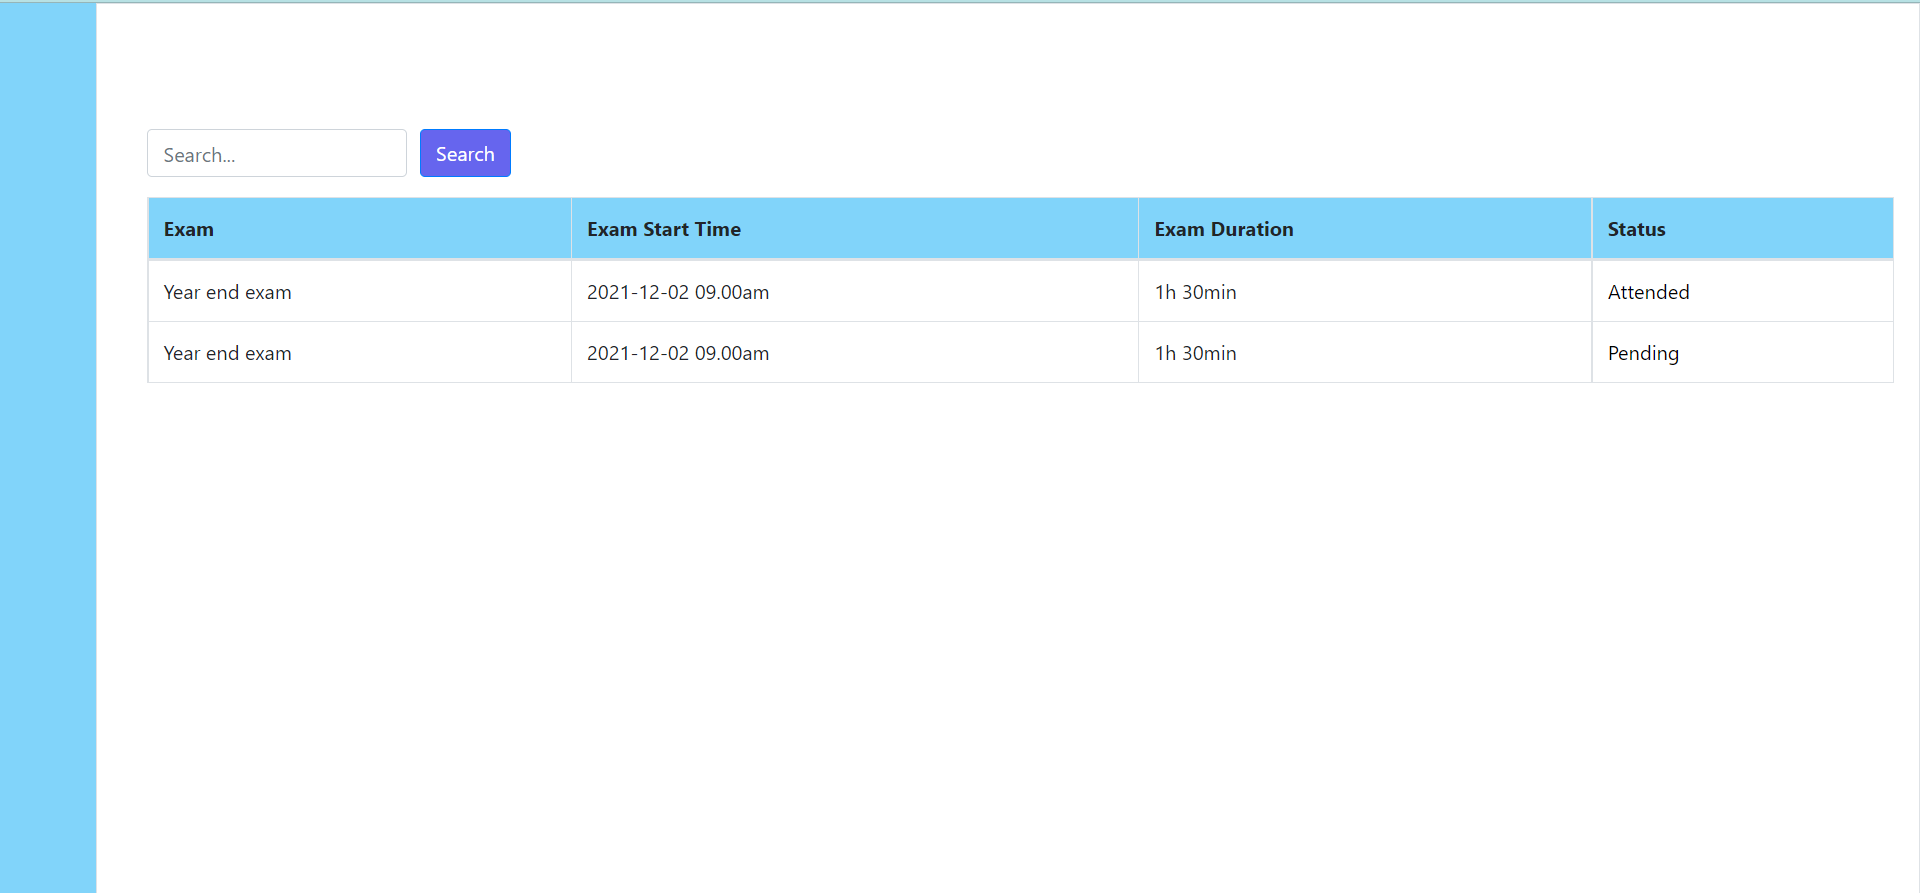 Search... Search
Exam Exam Start Time Exam Duration Status
Year end exam 2021-12-02 09.00am 1h 30min Attended
Year end exam 2021-12-02 09.00am 1h 30min Pending